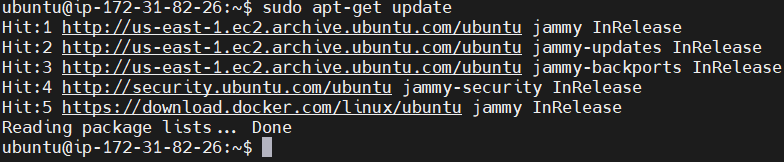 ubuntu@ip-172-31-82-26:~$ sudo apt-get update
Hit:1 http://us-east-1.ec2.archive.ubuntu.com/ubuntu jammy InRelease
Hit:2 http://us-east-1.ec2.archive.ubuntu.com/ubuntu jammy-updates InRelease
Hit:3 http://us-east-1.ec2.archive.ubuntu.com/ubuntu jammy-backports InRelease
Hit:4 http://security.ubuntu.com/ubuntu jammy-security InRelease
Hit:5 https://download.docker.com/linux/ubuntu jammy InRelease
Reading package lists... Done
ubuntu@ip-172-31-82-26:~$